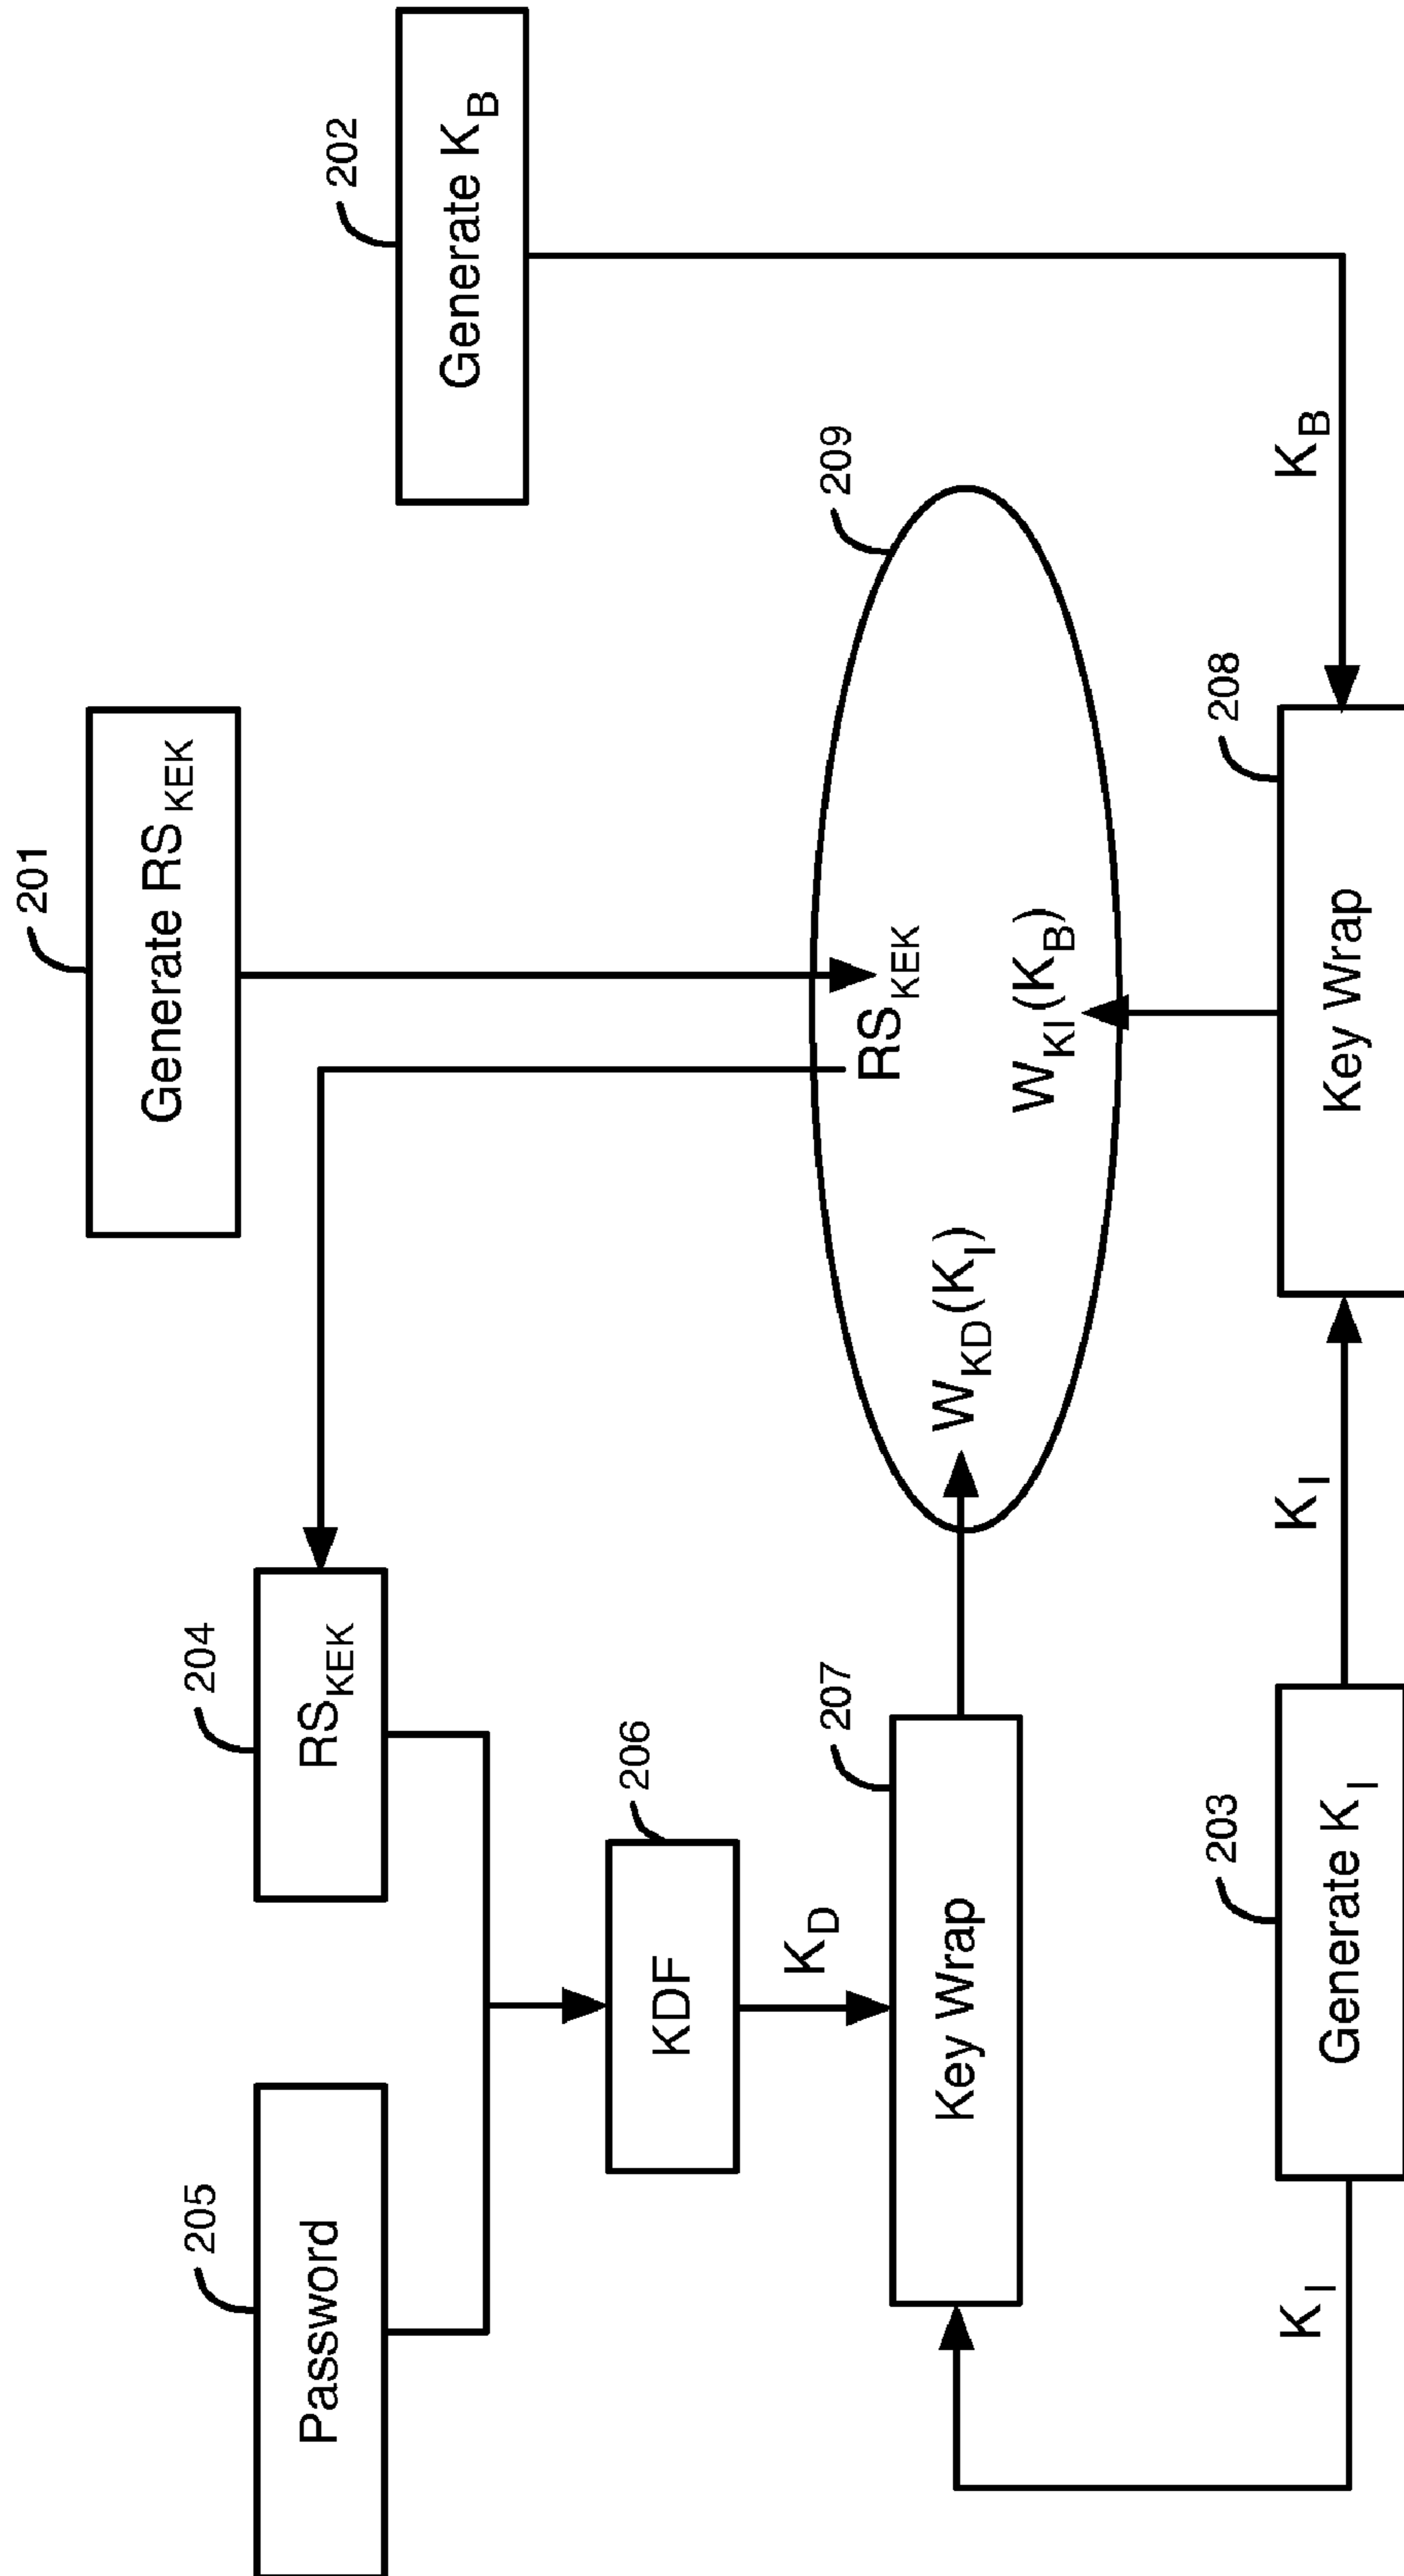 201
Generate RS_KEK
202
Generate K_B
205
Password
204
RS_KEK
206
KDF
K_D
209
RS_KEK
W_KD(K_I)
W_KI(K_B)
207
Key Wrap
203
Generate K_I
K_I
K_I
208
Key Wrap
K_B